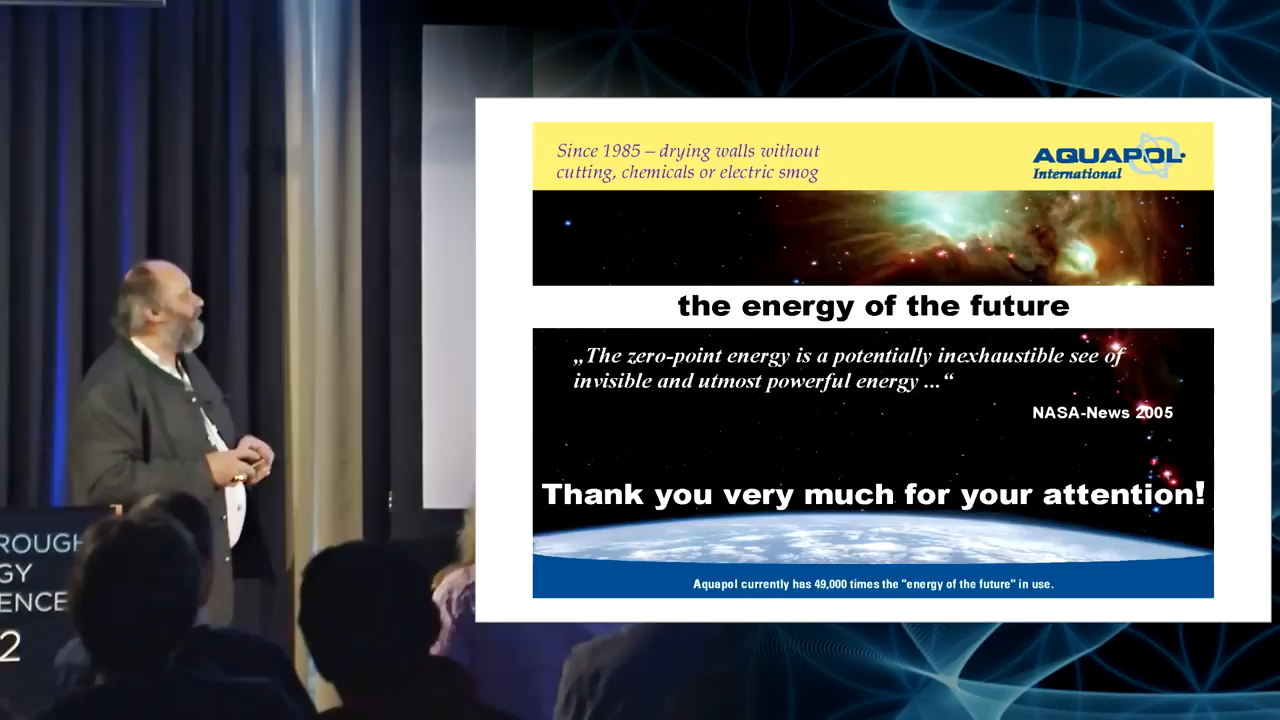 Since 1985 – drying walls without
cutting, chemicals or electric smog
AQUAPOL
International
the energy of the future
„The zero-point energy is a potentially inexhaustible see of
invisible and utmost powerful energy ...“
NASA-News 2005
Thank you very much for your attention!
Aquapol currently has 49,000 times the "energy of the future" in use.
ROUGH
GY
ENCE
2